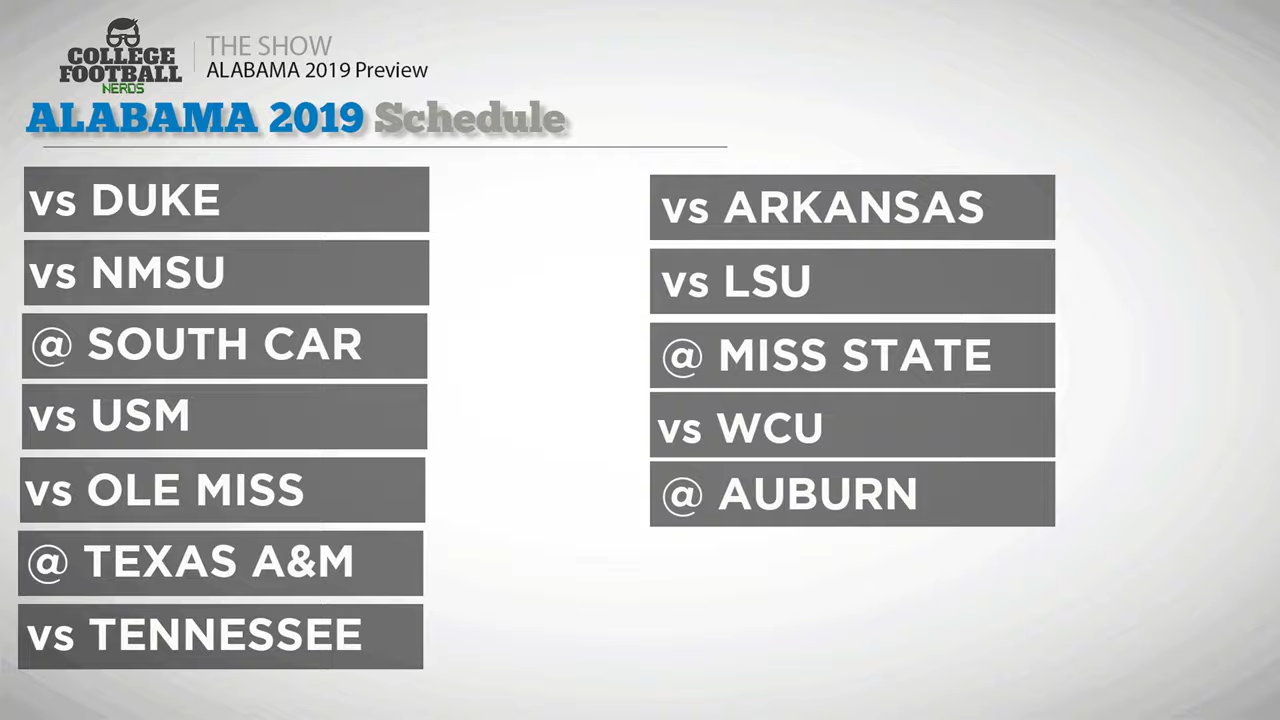 COLLEGE
FOOTBALL
NERDS
THE SHOW
ALABAMA 2019 Preview
ALABAMA 2019 Schedule
vs DUKE
vs NMSU
@ SOUTH CAR
vs USM
vs OLE MISS
@ TEXAS A&M
vs TENNESSEE
vs ARKANSAS
vs LSU
@ MISS STATE
vs WCU
@ AUBURN